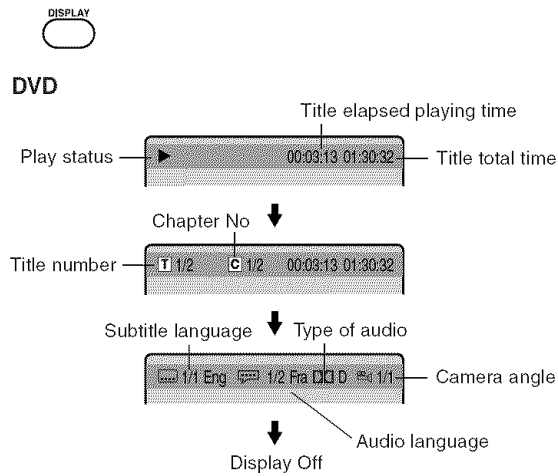 DISPLAY
DVD
Title elapsed playing time
Play status
00:03:13 01:30:32
Title total time
Chapter No
Title number
T 1/2 C 1/2 00:03:13 01:30:32
Subtitle language
Type of audio
1/1 Eng 1/2 Fra DD D 1/1
Camera angle
Audio language
Display Off